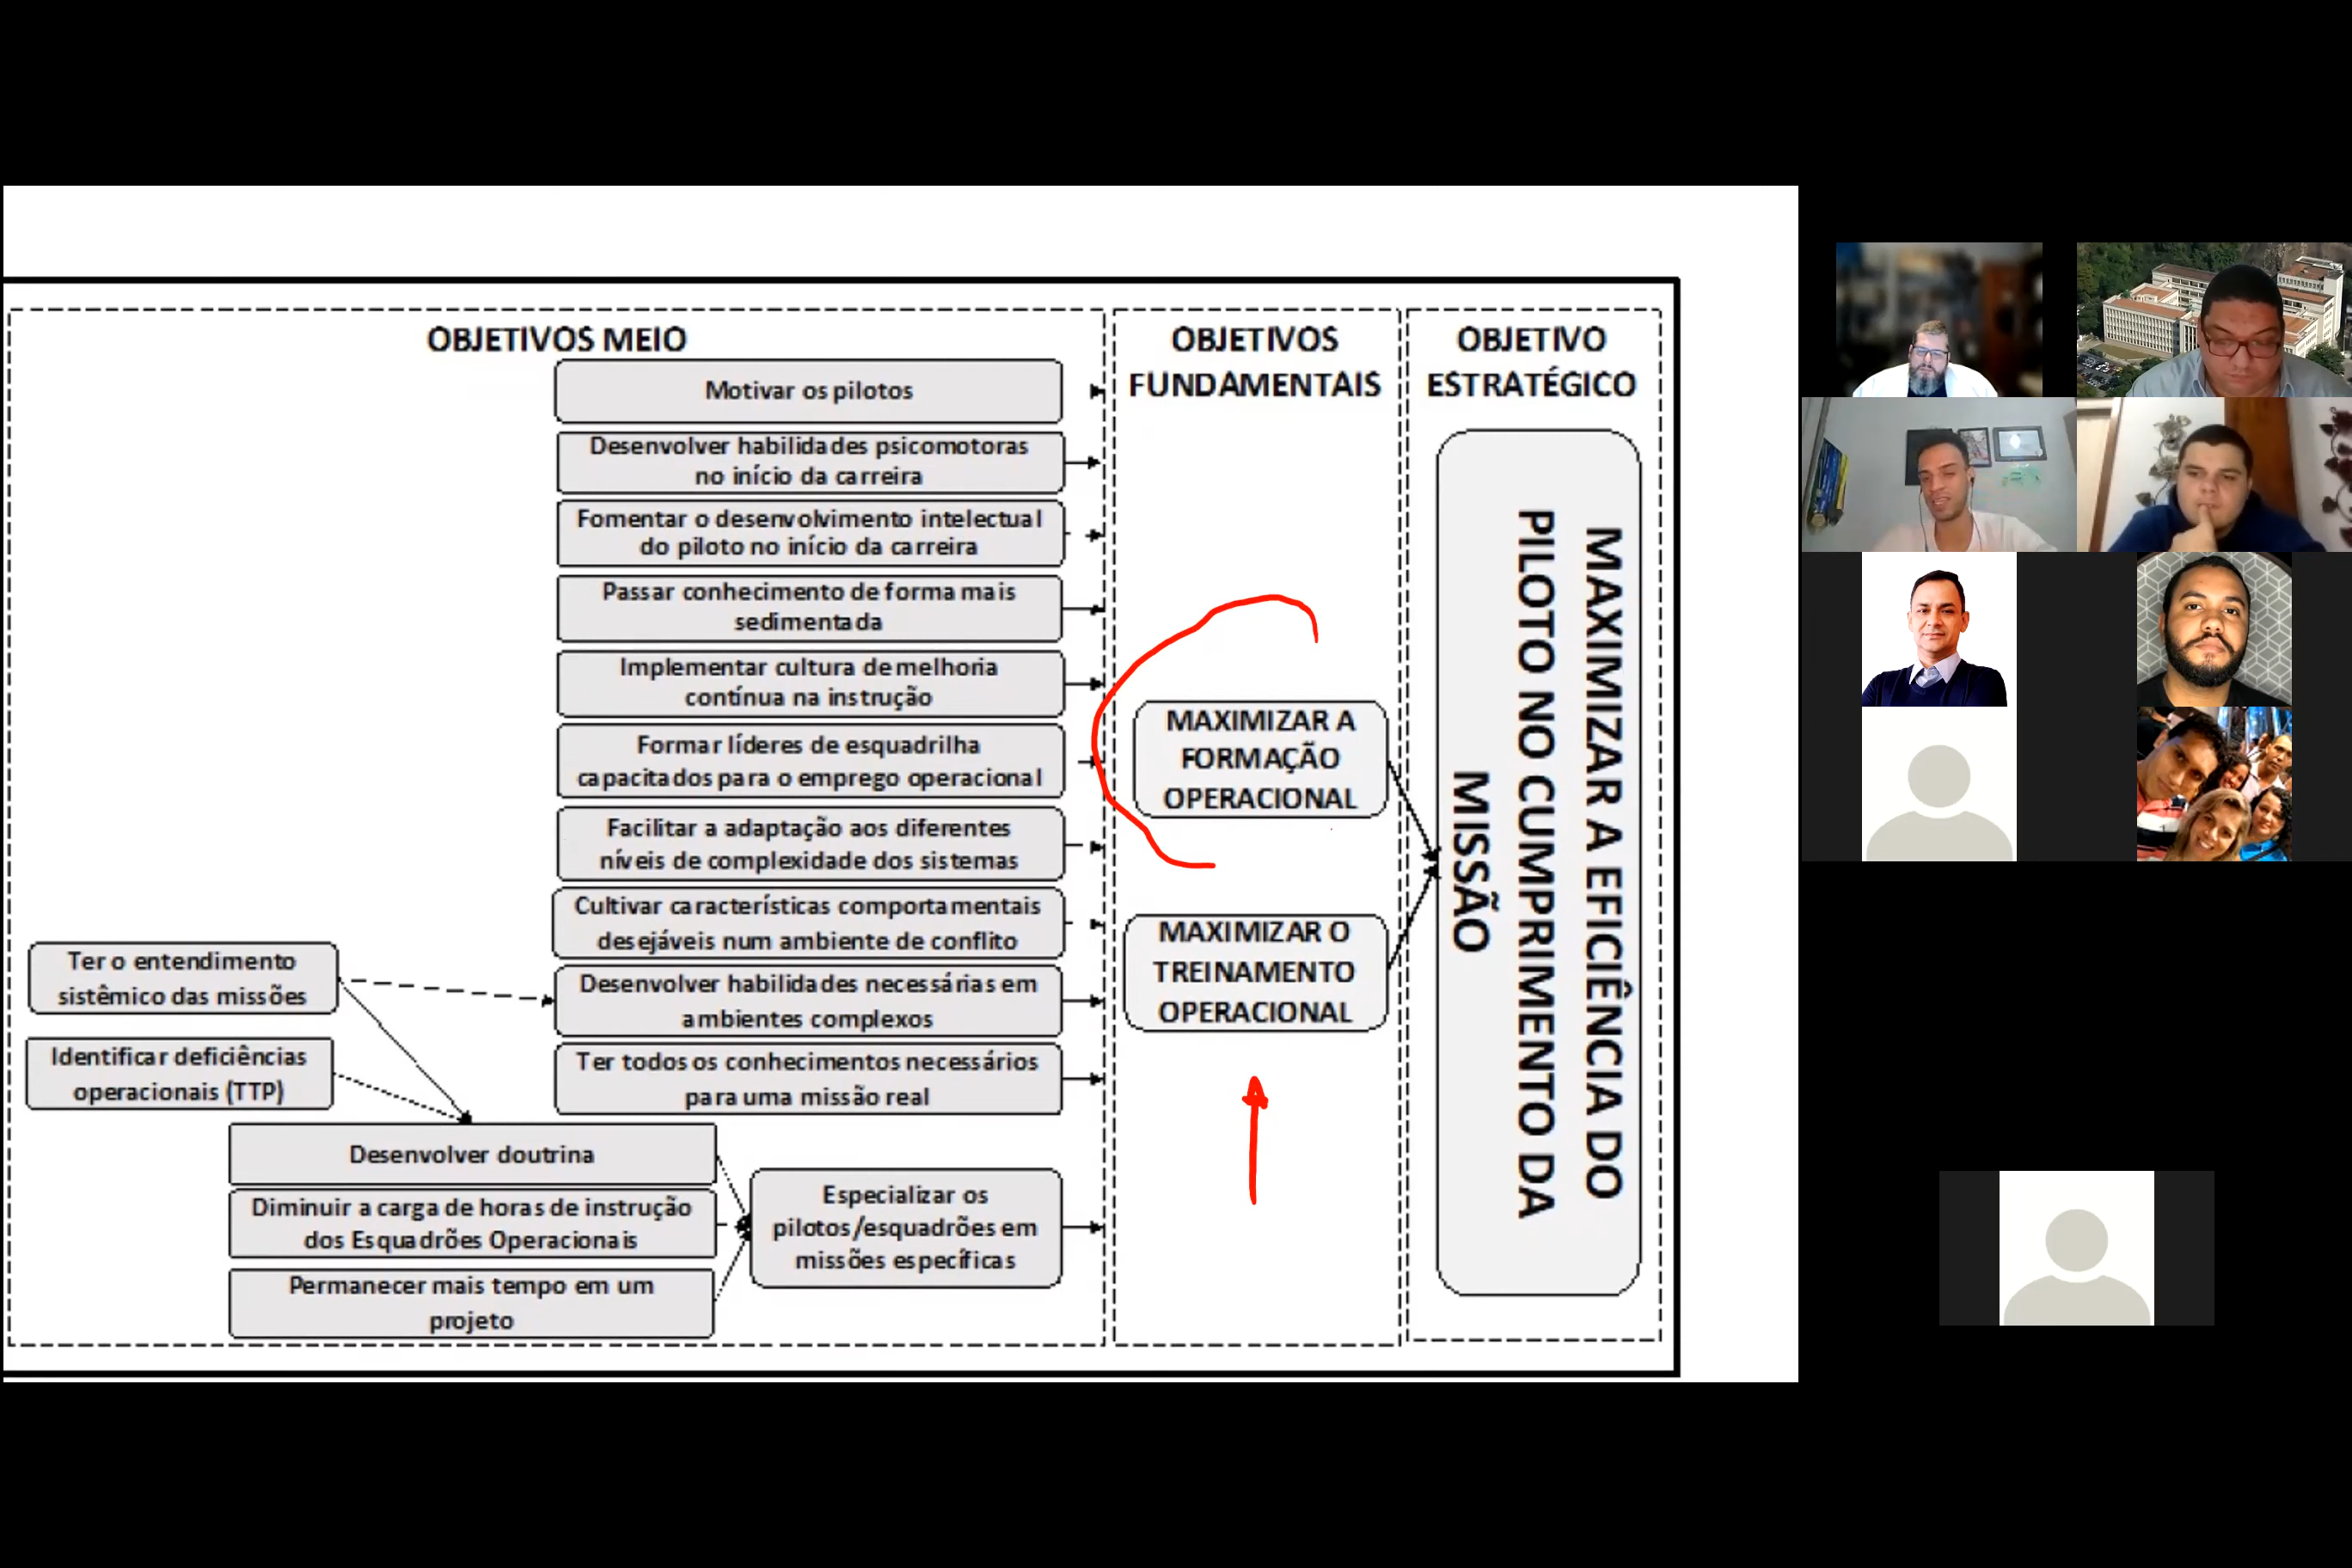 OBJETIVOS MEIO
Motivar os pilotos
Desenvolver habilidades psicomotoras
no início da carreira
Fomentar o desenvolvimento intelectual
do piloto no início da carreira
Passar conhecimento de forma mais
sedimentada
Implementar cultura de melhoria
contínua na instrução
Formar líderes de esquadrilha
capacitados para o emprego operacional
Facilitar a adaptação aos diferentes
níveis de complexidade dos sistemas
Cultivar características comportamentais
desejáveis num ambiente de conflito
Ter o entendimento
sistêmico das missões
Desenvolver habilidades necessárias em
ambientes complexos
Identificar deficiências
operacionais (TTP)
Ter todos os conhecimentos necessários
para uma missão real
Desenvolver doutrina
Diminuir a carga de horas de instrução
dos Esquadrões Operacionais
Permanecer mais tempo em um
projeto
Especializar os
pilotos/esquadrões em
missões específicas
OBJETIVOS
FUNDAMENTAIS
MAXIMIZAR A
FORMAÇÃO
OPERACIONAL
MAXIMIZAR O
TREINAMENTO
OPERACIONAL
OBJETIVO
ESTRATÉGICO
MAXIMIZAR A EFICIÊNCIA DO
PILOTO NO CUMPRIMENTO DA
MISSÃO